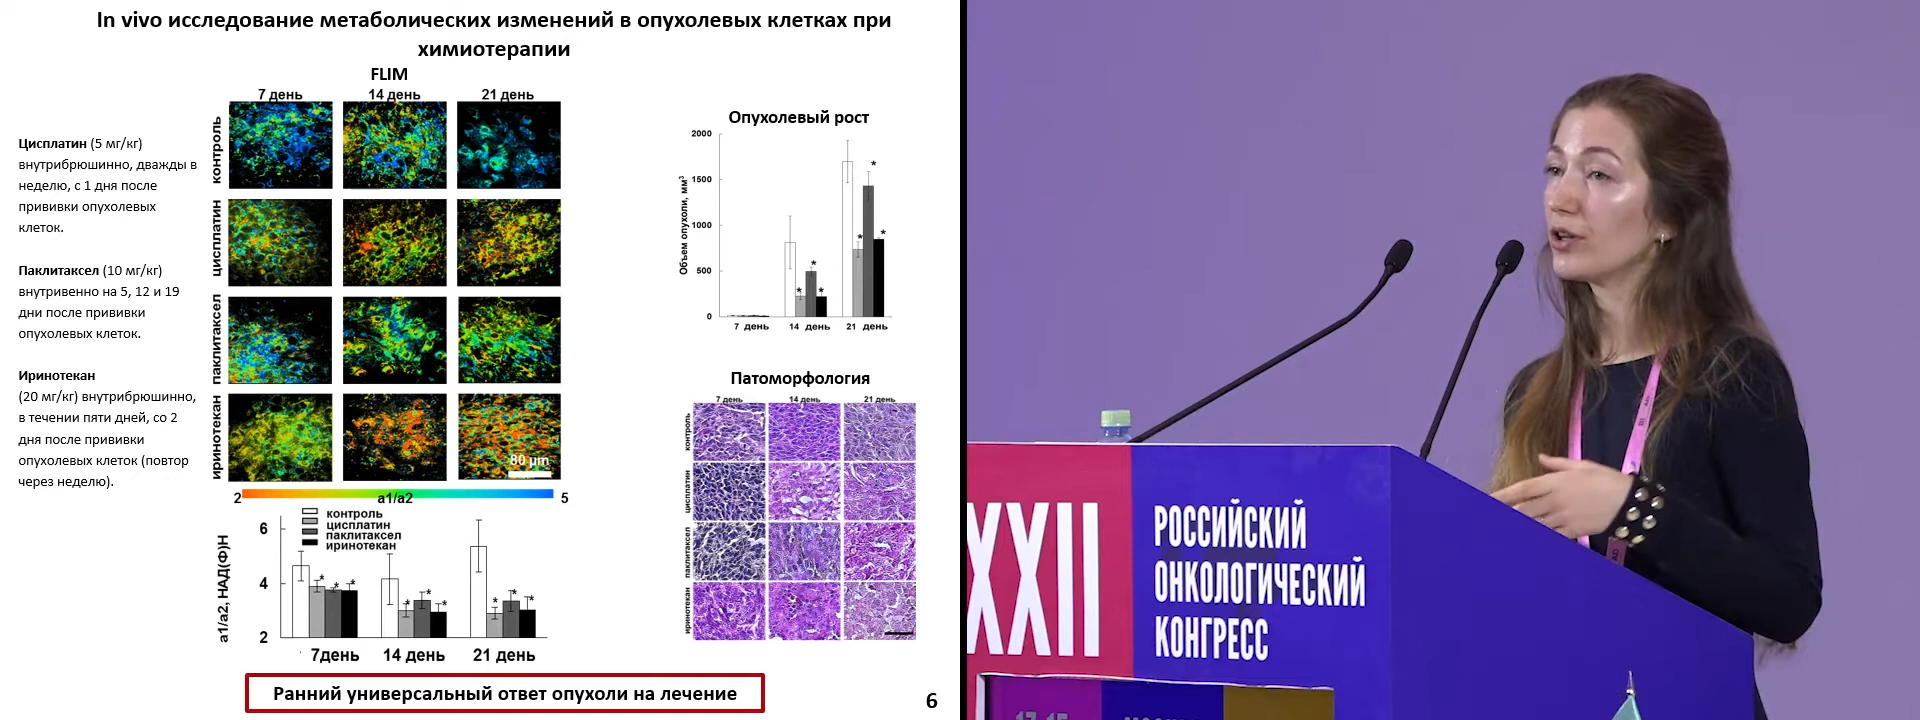 In vivo исследование метаболических изменений в опухолевых клетках при
химиотерапии
FLIM
7 день
14 день
21 день
контроль
цисплатин
паклитаксел
иринотекан
80 µm
2
a1/a2
5
Цисплатин (5 мг/кг)
внутрибрюшинно, дважды в
неделю, с 1 дня после
прививки опухолевых
клеток.
Паклитаксел (10 мг/кг)
внутривенно на 5, 12 и 19
дни после прививки
опухолевых клеток.
Иринотекан
(20 мг/кг) внутрибрюшинно,
в течении пяти дней, со 2
дня после прививки
опухолевых клеток (повтор
через неделю).
a1/a2, НАД(Ф)Н
6
4
2
контроль
цисплатин
паклитаксел
иринотекан
* * *
* * *
* * *
7день
14 день
21 день
Опухолевый рост
Объем опухоли, мм³
2000
1500
1000
500
0
* * *
* * *
7 день
14 день
21 день
Патоморфология
7 день
14 день
21 день
контроль
цисплатин
паклитаксел
иринотекан
Ранний универсальный ответ опухоли на лечение
6
XXII
РОССИЙСКИЙ
ОНКОЛОГИЧЕСКИЙ
КОНГРЕСС